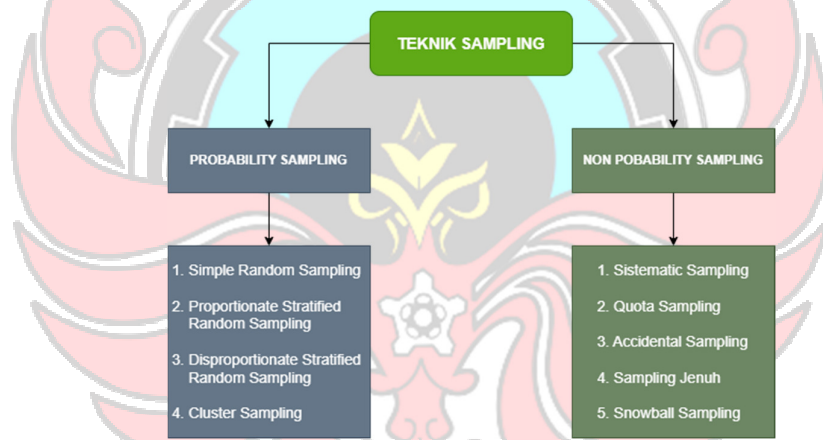 TEKNIK SAMPLING
PROBABILITY SAMPLING
NON POBABILITY SAMPLING
1. Simple Random Sampling
2. Proportionate Stratified
Random Sampling
3. Disproportionate Stratified
Random Sampling
4. Cluster Sampling
1. Sistematic Sampling
2. Quota Sampling
3. Accidental Sampling
4. Sampling Jenuh
5. Snowball Sampling